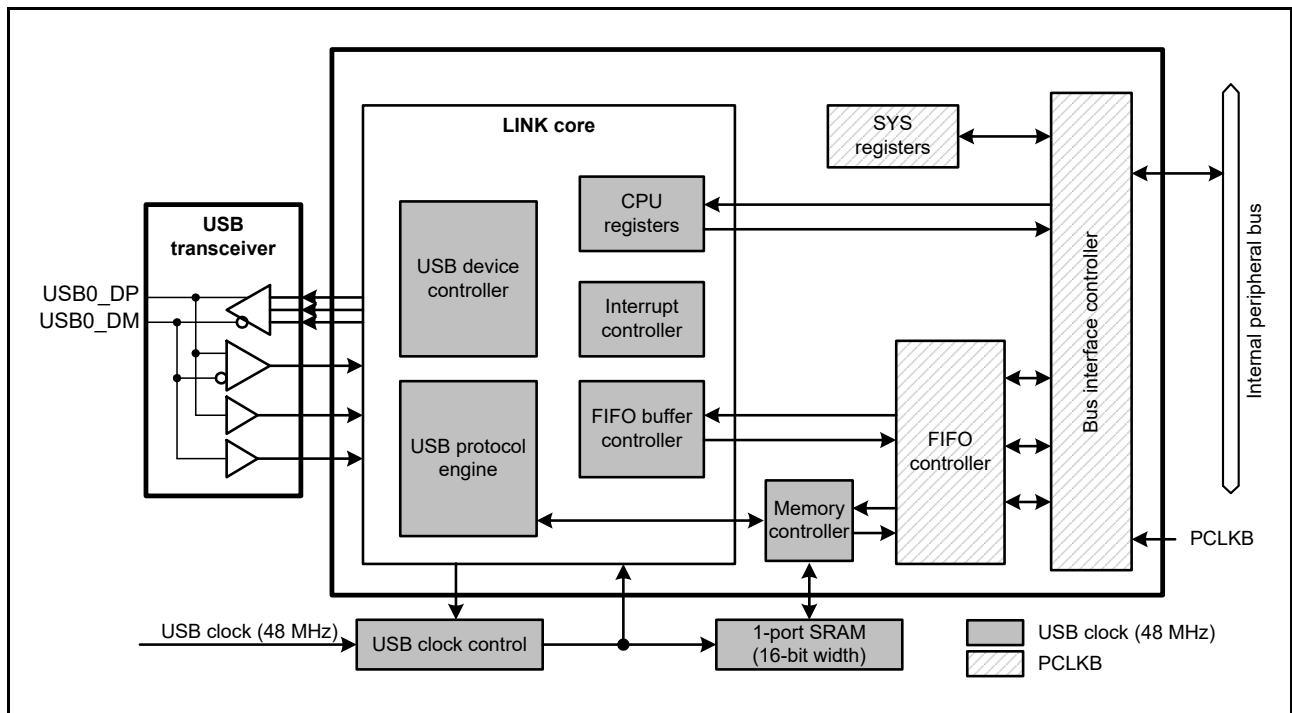 LINK core
SYS
registers
CPU
registers
USB
transceiver
USB device
controller
Interrupt
controller
USB0_DP
USB0_DM
FIFO buffer
controller
USB protocol
engine
FIFO
controller
Memory
controller
Bus interface controller
Internal peripheral bus
PCLKB
USB clock (48 MHz)
USB clock control
1-port SRAM
(16-bit width)
USB clock (48 MHz)
PCLKB